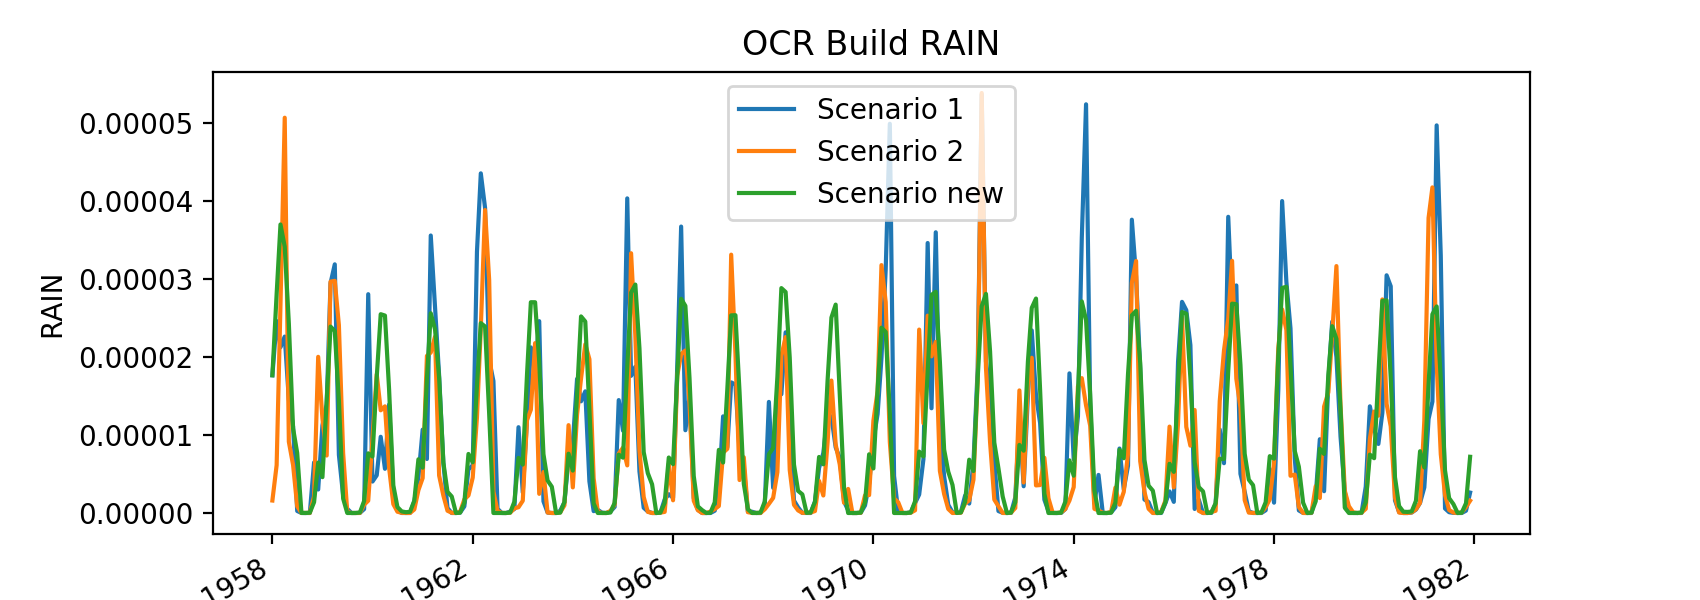 OCR Build RAIN
Scenario 1
Scenario 2
Scenario new
RAIN
0.00005
0.00004
0.00003
0.00002
0.00001
0.00000
1958
1962
1966
1970
1974
1978
1982